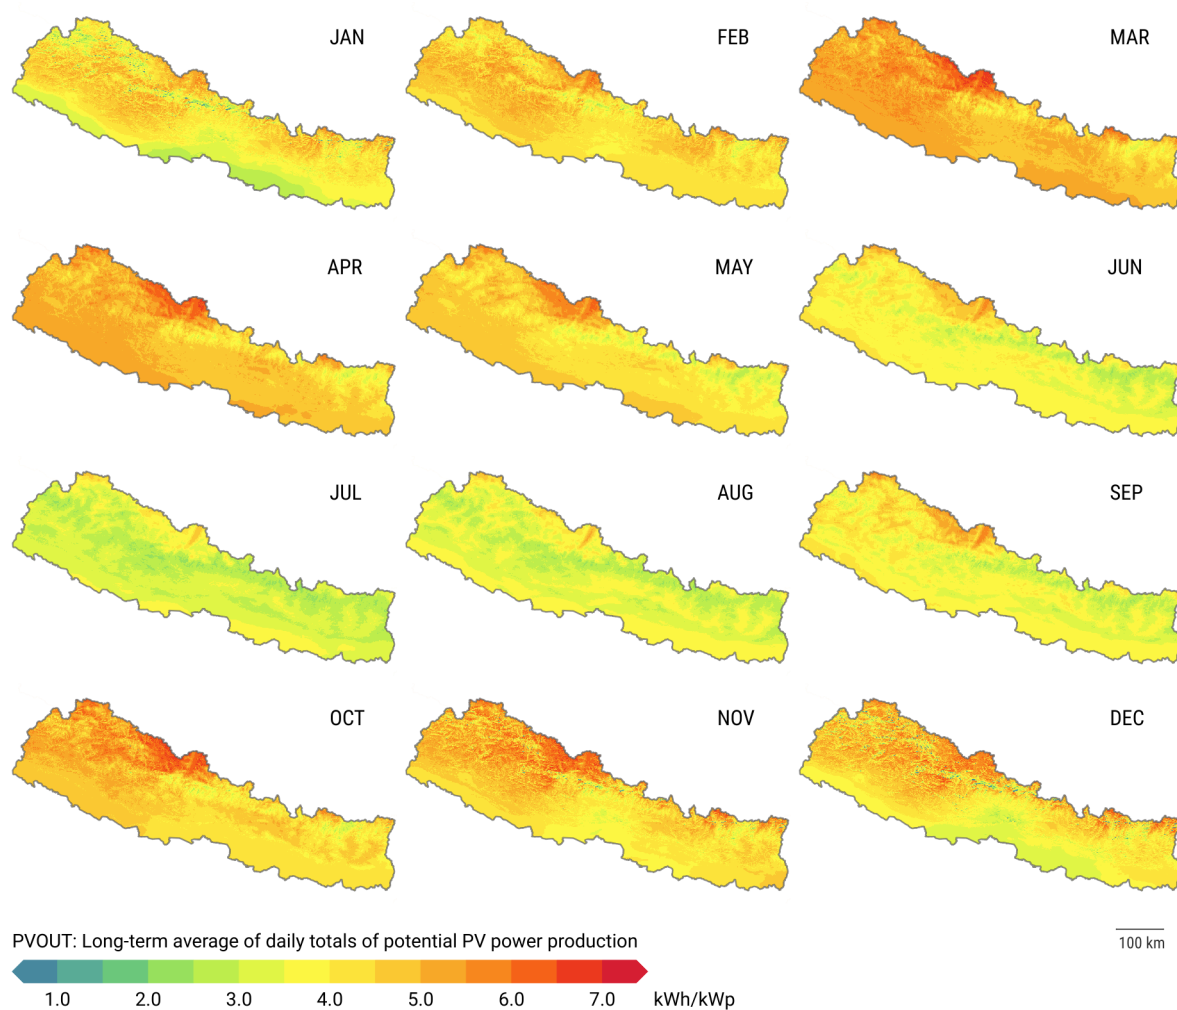 JAN
FEB
MAR
APR
MAY
JUN
JUL
AUG
SEP
OCT
NOV
DEC
PVOUT: Long-term average of daily totals of potential PV power production
100 km
1.0 2.0 3.0 4.0 5.0 6.0 7.0 kWh/kWp